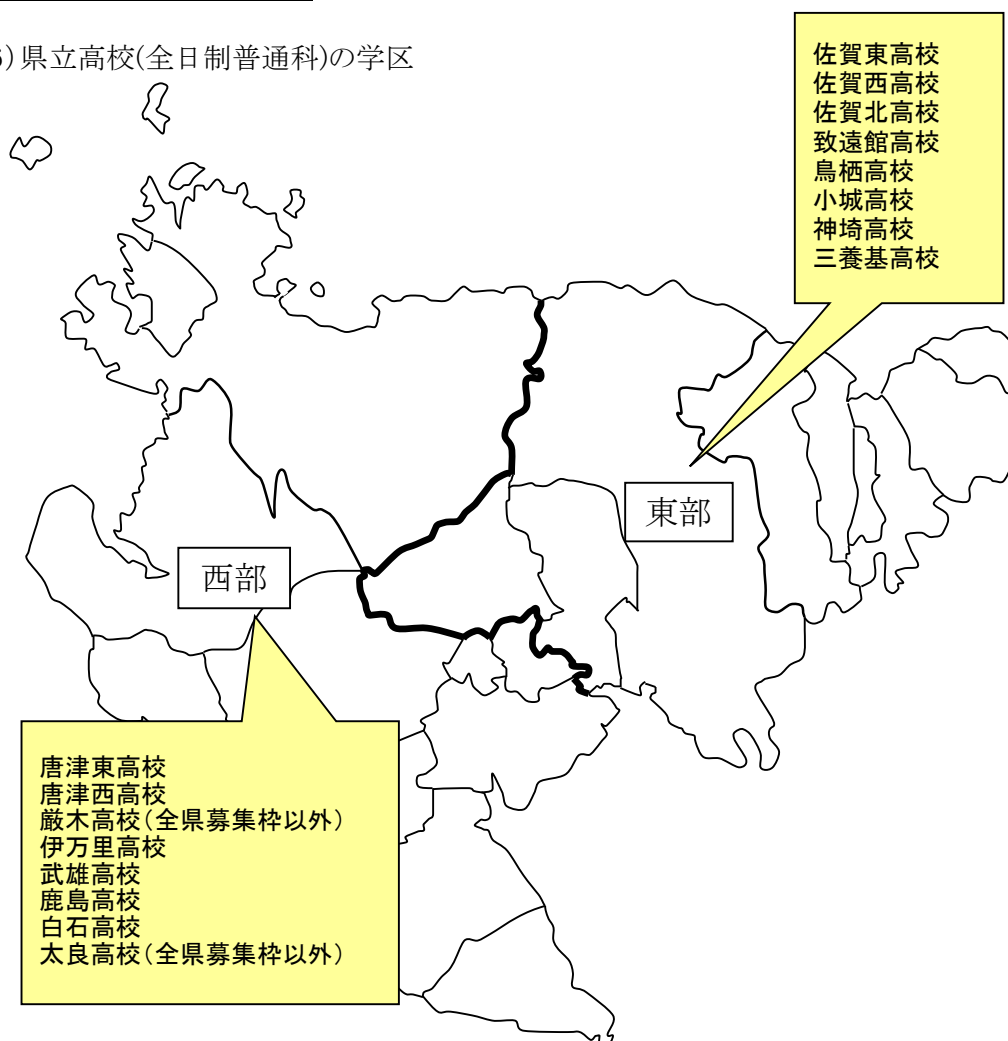 )県立高校(全日制普通科)の学区
佐賀東高校
佐賀西高校
佐賀北高校
致遠館高校
鳥栖高校
小城高校
神埼高校
三養基高校
東部
西部
唐津東高校
唐津西高校
厳木高校(全県募集枠以外)
伊万里高校
武雄高校
鹿島高校
白石高校
太良高校(全県募集枠以外)